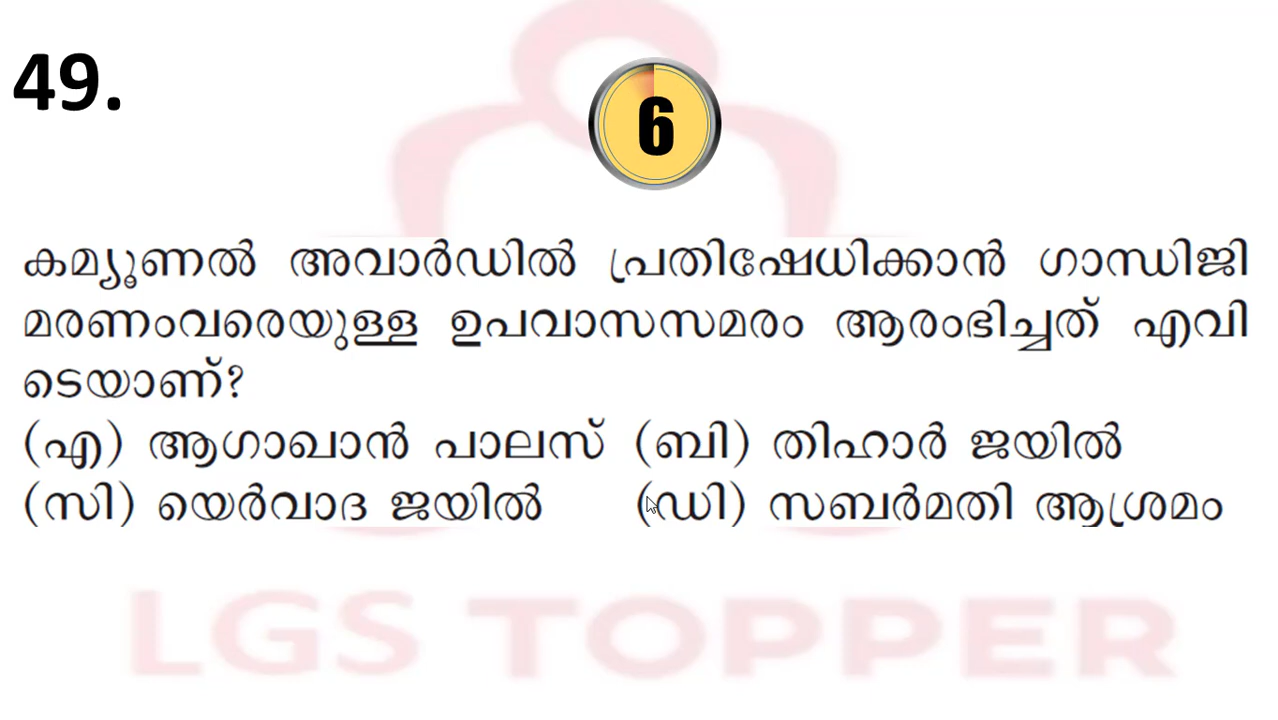 49.
6
കമ്യൂണൽ അവാർഡിൽ പ്രതിഷേധിക്കാൻ ഗാന്ധിജി
മരണംവരെയുള്ള ഉപവാസസമരം ആരംഭിച്ചത് എവി
ടെയാണ്?
(എ) ആഗാഖാൻ പാലസ് (ബി) തിഹാർ ജയിൽ
(സി) യെർവാദ ജയിൽ (ഡി) സബർമതി ആശ്രമം
LGS TOPPER